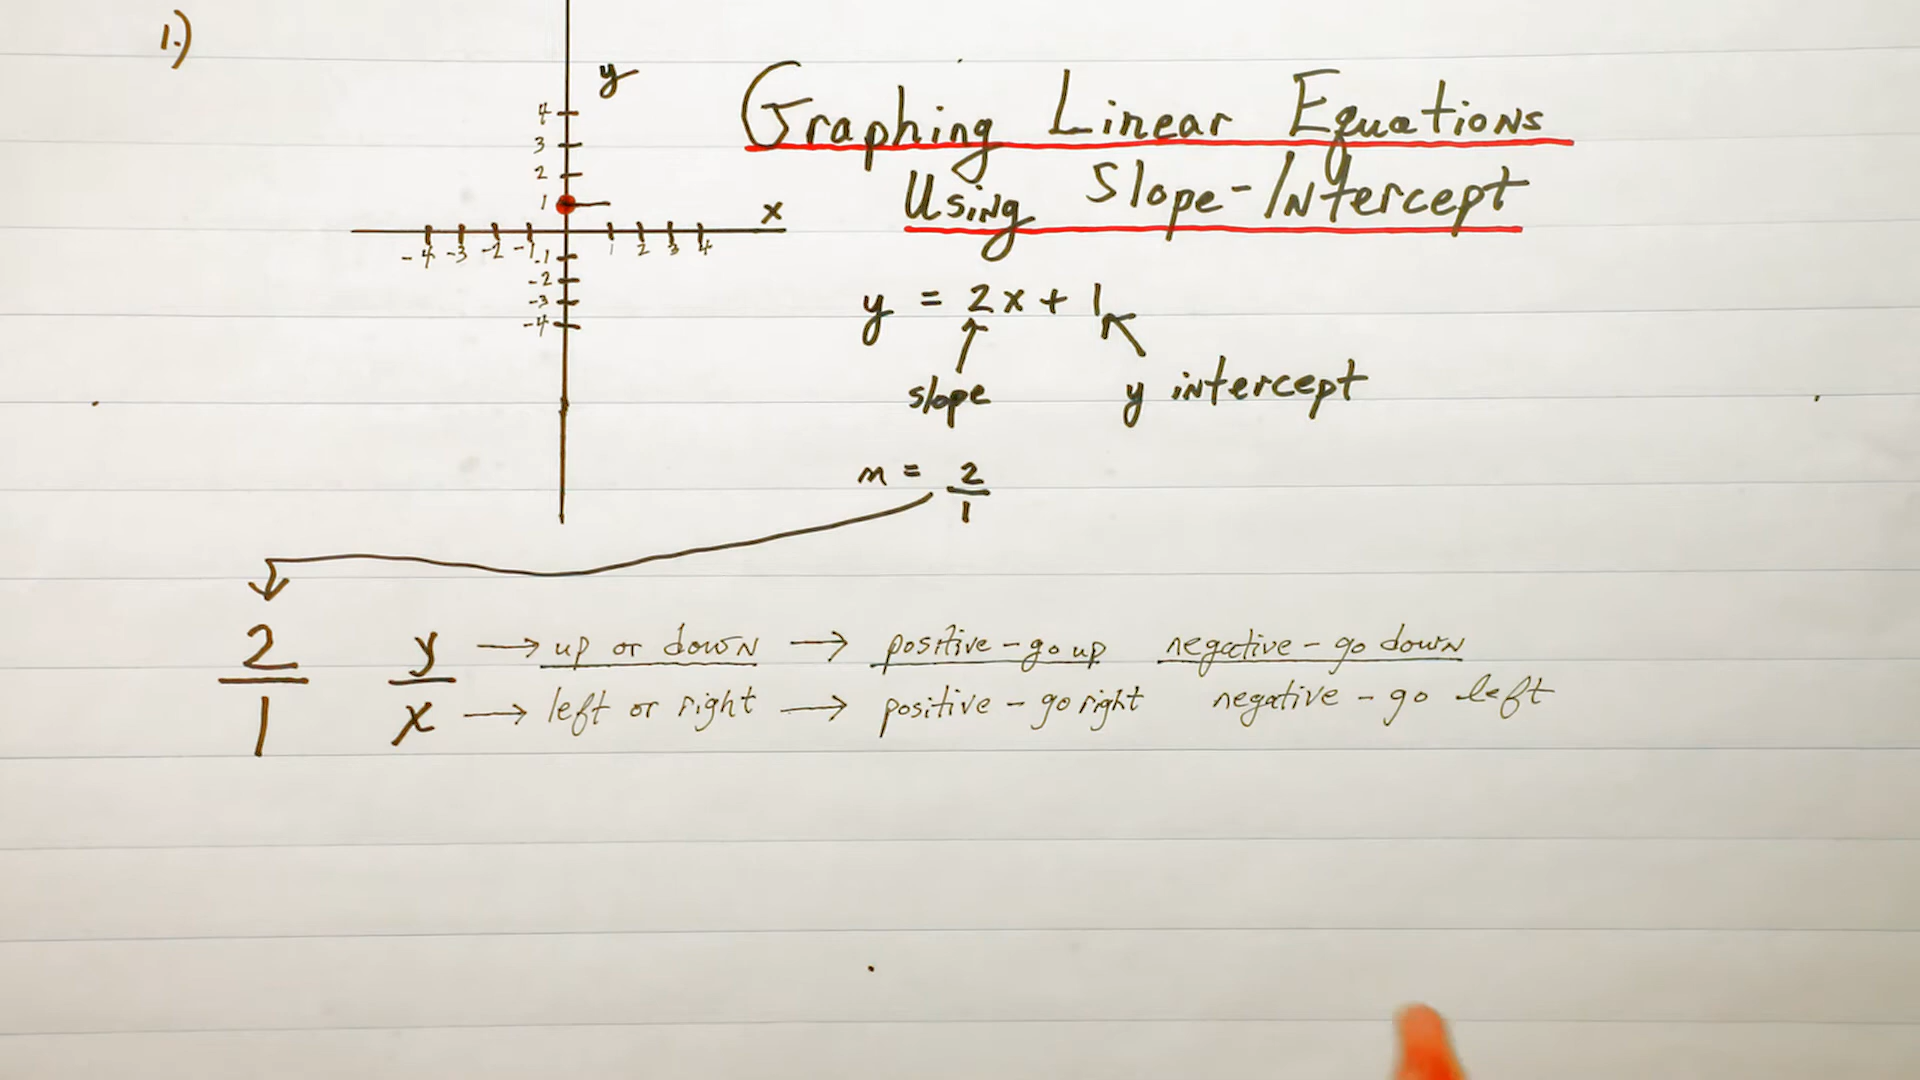 1.)
y
4
3
2
1
x
-4 -3 -2 -1 1 2 3 4
-1
-2
-3
-4
Graphing Linear Equations
Using Slope-Intercept
y = 2x + 1
slope
y intercept
m = 2/1
2/1 y/x
→ up or down → positive - go up negative - go down
→ left or right → positive - go right negative - go left